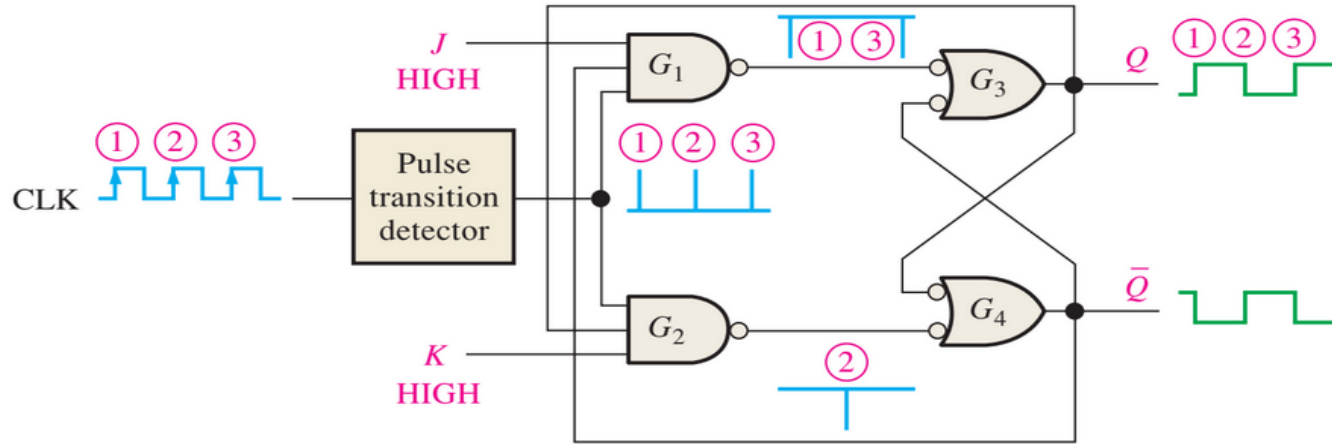 J
HIGH
G₁
① ③
G₃
Q
① ② ③
① ② ③
CLK
Pulse
transition
detector
① ② ③
G₂
K
HIGH
②
G₄
Q̄